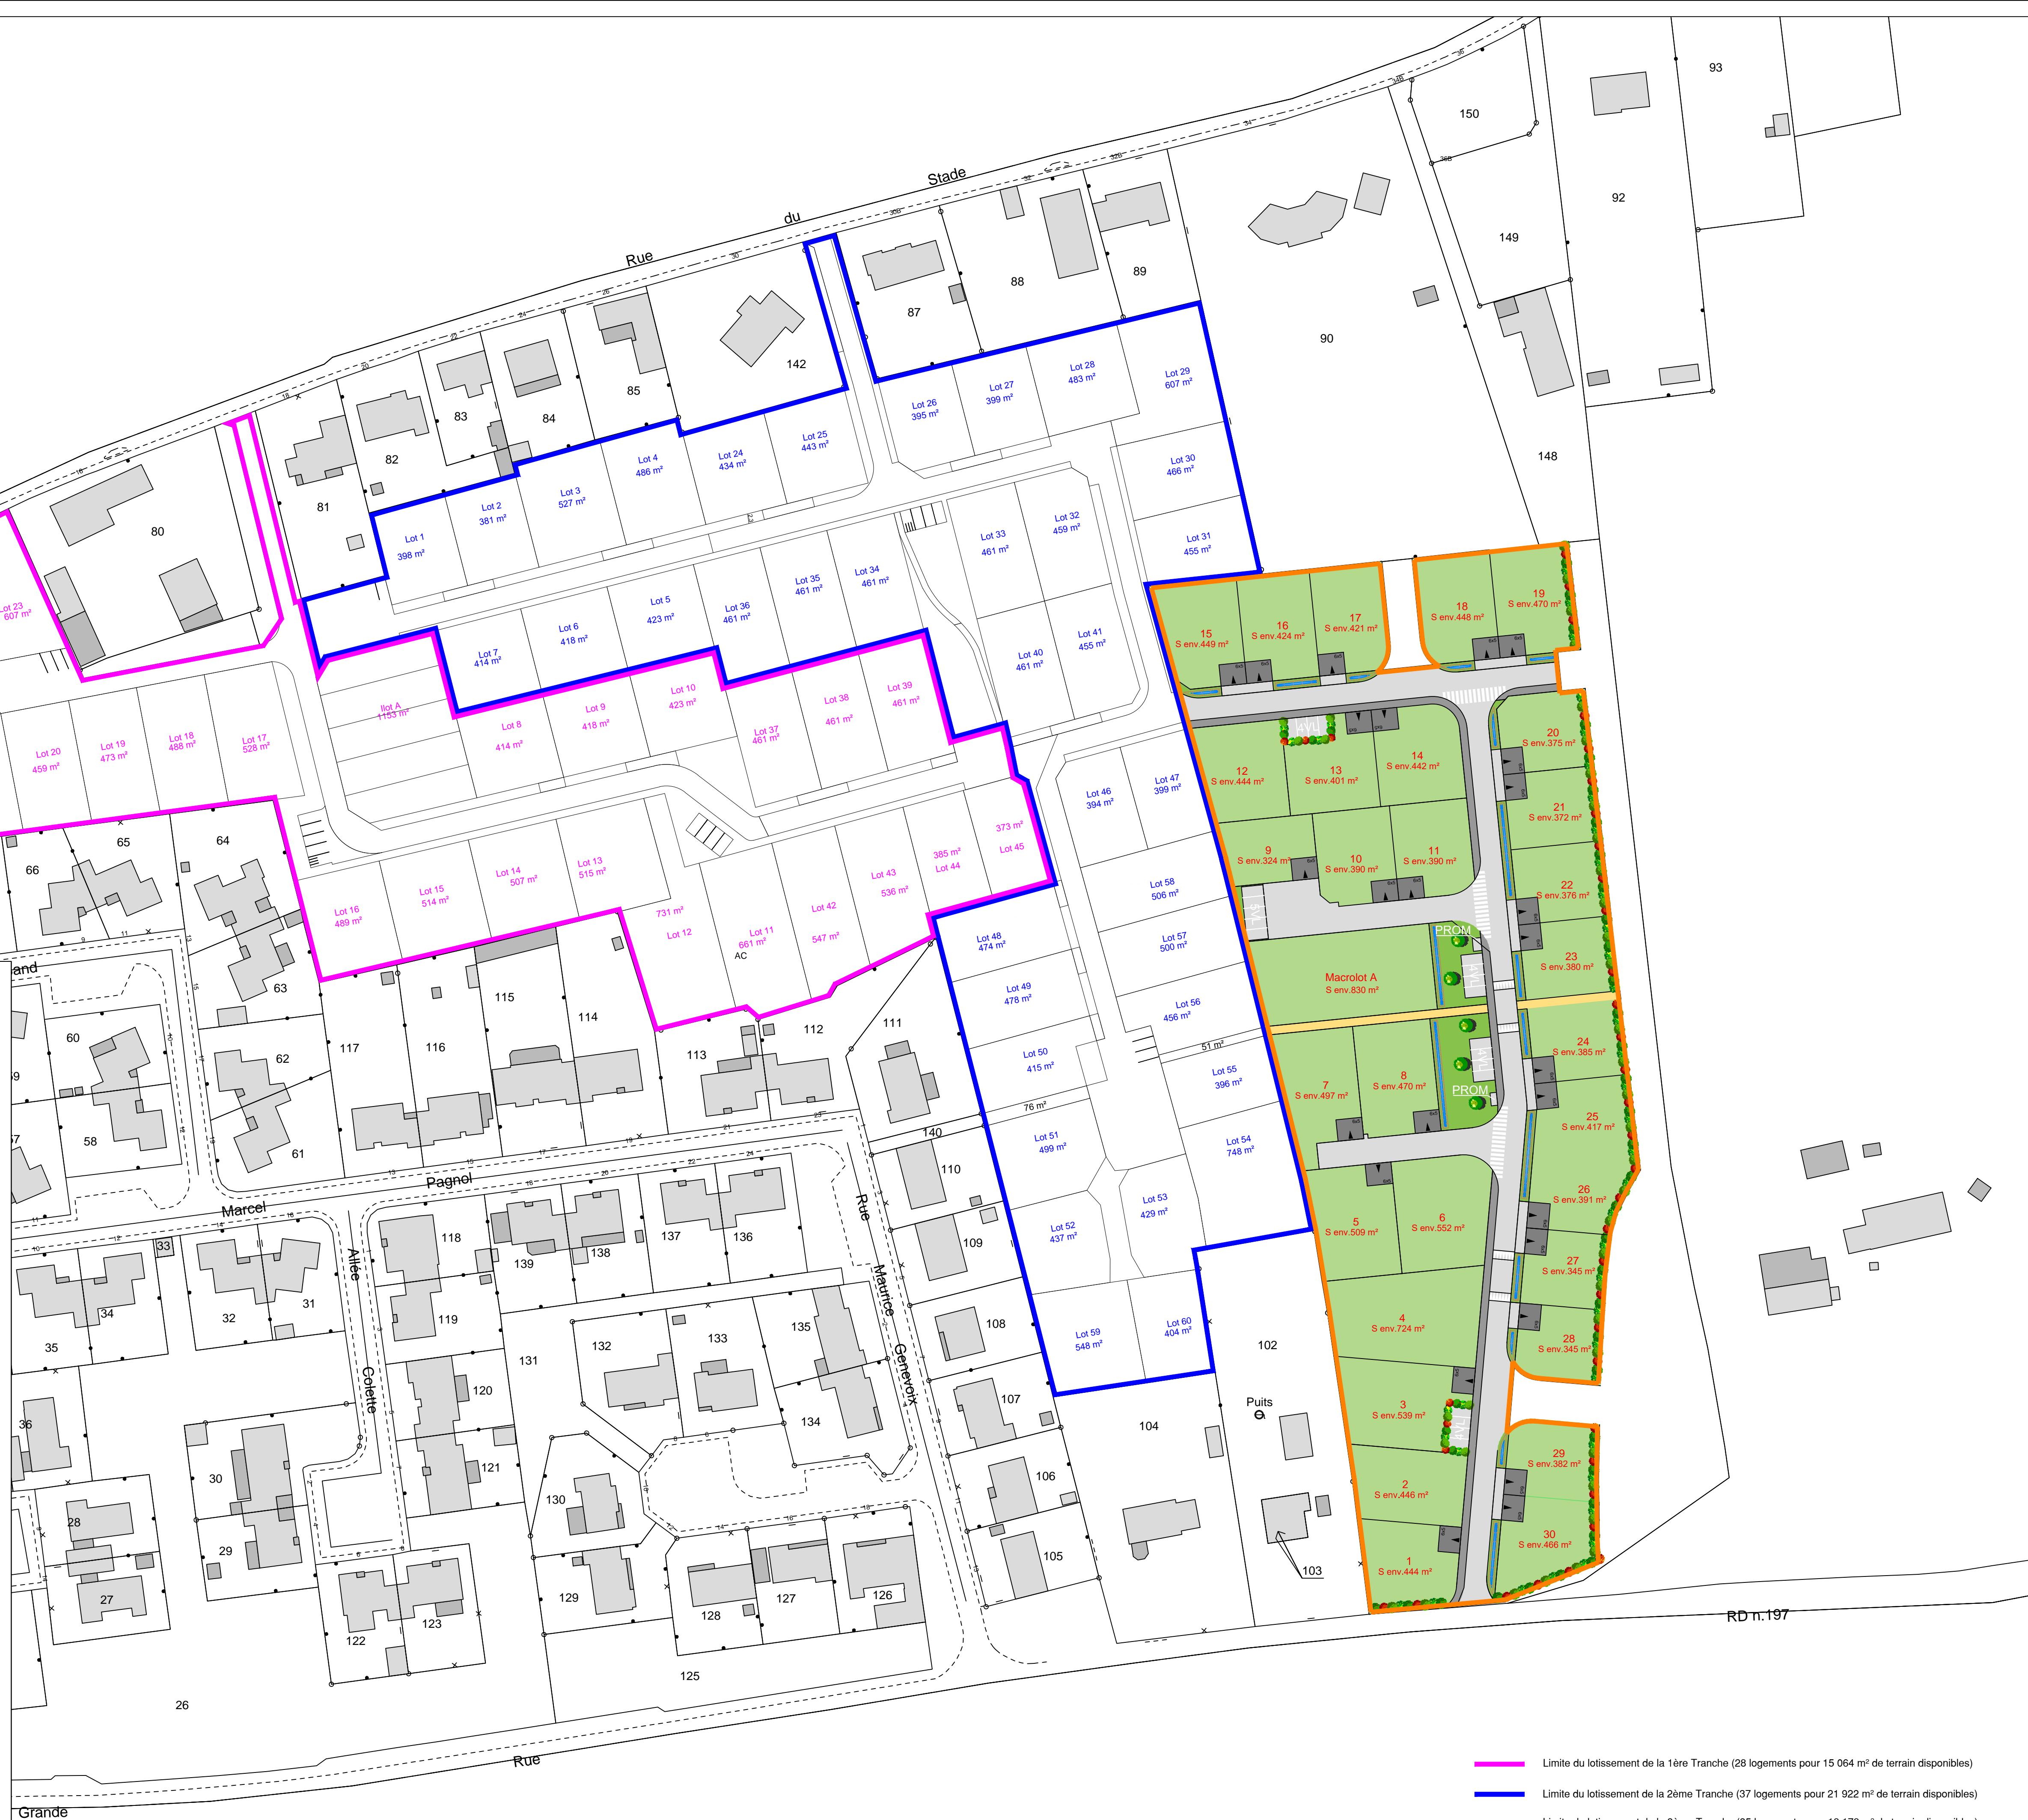 Rue
du
Stade
93
150
92
149
90
148
89
88
87
142
85
84
83
82
81
80
16
18
20
22
24
26
30
30B
32
32B
34
34B
36
36B
Lot 1
398 m²
Lot 2
381 m²
Lot 3
527 m²
Lot 4
486 m²
Lot 24
434 m²
Lot 25
443 m²
Lot 26
395 m²
Lot 27
399 m²
Lot 28
483 m²
Lot 29
607 m²
Lot 30
466 m²
Lot 31
455 m²
Lot 32
459 m²
Lot 33
461 m²
Lot 34
461 m²
Lot 35
461 m²
Lot 36
461 m²
Lot 5
423 m²
Lot 6
418 m²
Lot 7
414 m²
Lot 40
461 m²
Lot 41
455 m²
Lot 23
607 m²
Ilot A
1153 m²
Lot 8
414 m²
Lot 9
418 m²
Lot 10
423 m²
Lot 37
461 m²
Lot 38
461 m²
Lot 39
461 m²
Lot 20
459 m²
Lot 19
473 m²
Lot 18
488 m²
Lot 17
528 m²
Lot 16
489 m²
Lot 15
514 m²
Lot 14
507 m²
Lot 13
515 m²
731 m²
Lot 12
Lot 11
661 m²
AC
Lot 42
547 m²
Lot 43
536 m²
385 m²
Lot 44
373 m²
Lot 45
Lot 46
394 m²
Lot 47
399 m²
Lot 58
506 m²
Lot 57
500 m²
Lot 56
456 m²
51 m²
Lot 55
396 m²
Lot 54
748 m²
Lot 48
474 m²
Lot 49
478 m²
Lot 50
415 m²
76 m²
Lot 51
499 m²
Lot 52
437 m²
Lot 53
429 m²
Lot 59
548 m²
Lot 60
404 m²
15
S env.449 m²
16
S env.424 m²
17
S env.421 m²
18
S env.448 m²
19
S env.470 m²
4VL
12
S env.444 m²
13
S env.401 m²
14
S env.442 m²
9
S env.324 m²
10
S env.390 m²
11
S env.390 m²
5VL
20
S env.375 m²
21
S env.372 m²
22
S env.376 m²
23
S env.380 m²
PROM
4VL
Macrolot A
S env.830 m²
4VL
PROM
24
S env.385 m²
25
S env.417 m²
26
S env.391 m²
27
S env.345 m²
28
S env.345 m²
7
S env.497 m²
8
S env.470 m²
5
S env.509 m²
6
S env.552 m²
4
S env.724 m²
3
S env.539 m²
2
S env.446 m²
1
S env.444 m²
29
S env.382 m²
30
S env.466 m²
66
65
64
63
62
61
60
58
and
117
116
115
114
113
112
111
140
110
109
108
107
106
105
104
102
Puits
103
Marcel
Pagnol
Allée
Colette
Rue
Maurice
Genevoix
33
34
35
32
31
118
119
120
121
139
138
137
136
131
132
133
135
134
130
129
128
127
126
125
36
30
29
28
27
122
123
26
Grande
Rue
RD n.197
Limite du lotissement de la 1ère Tranche (28 logements pour 15 064 m² de terrain disponibles)
Limite du lotissement de la 2ème Tranche (37 logements pour 21 922 m² de terrain disponibles)